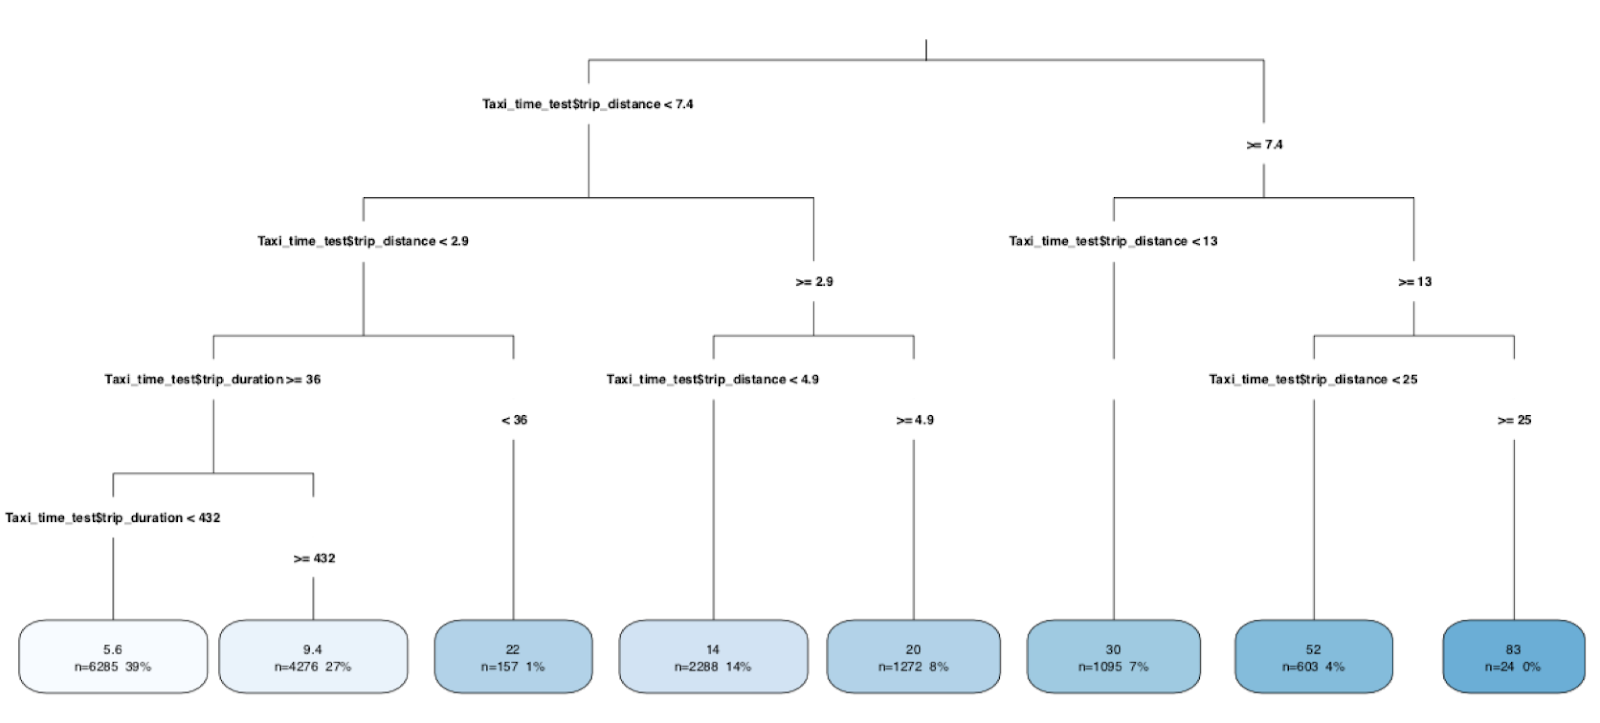 Taxi_time_test$trip_distance < 7.4
>= 7.4
Taxi_time_test$trip_distance < 2.9
Taxi_time_test$trip_distance < 13
>= 2.9
>= 13
Taxi_time_test$trip_duration >= 36
Taxi_time_test$trip_distance < 4.9
Taxi_time_test$trip_distance < 25
< 36
>= 4.9
>= 25
Taxi_time_test$trip_duration < 432
>= 432
5.6
n=6285 39%
9.4
n=4276 27%
22
n=157 1%
14
n=2288 14%
20
n=1272 8%
30
n=1095 7%
52
n=603 4%
83
n=24 0%